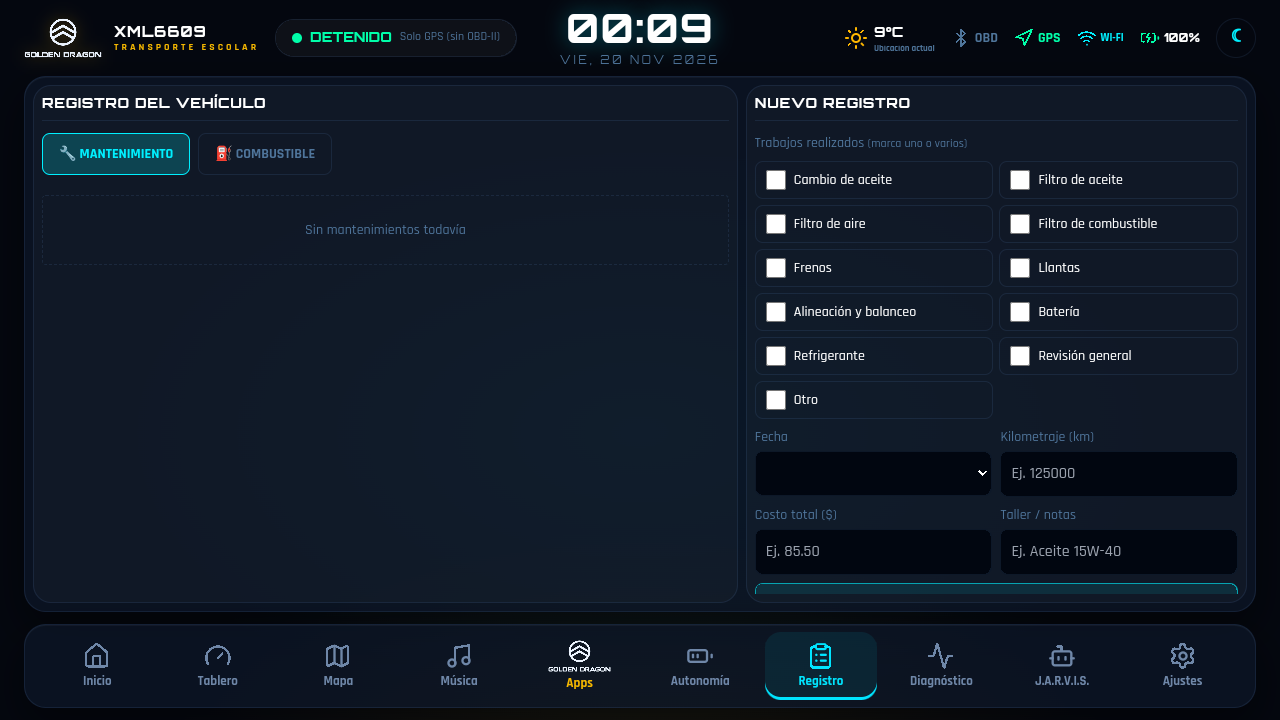 GOLDEN DRAGON
XML6609
TRANSPORTE ESCOLAR
DETENIDO Solo GPS (sin OBD-II)
00:09
VIE, 20 NOV 2026
9°C
Ubicación actual
OBD
GPS
WI-FI
100%
REGISTRO DEL VEHÍCULO
MANTENIMIENTO
COMBUSTIBLE
Sin mantenimientos todavía
NUEVO REGISTRO
Trabajos realizados (marca uno o varios)
Cambio de aceite
Filtro de aceite
Filtro de aire
Filtro de combustible
Frenos
Llantas
Alineación y balanceo
Batería
Refrigerante
Revisión general
Otro
Fecha
Kilometraje (km)
Ej. 125000
Costo total ($)
Taller / notas
Ej. 85.50
Ej. Aceite 15W-40
Inicio
Tablero
Mapa
Música
GOLDEN DRAGON
Apps
Autonomía
Registro
Diagnóstico
J.A.R.V.I.S.
Ajustes